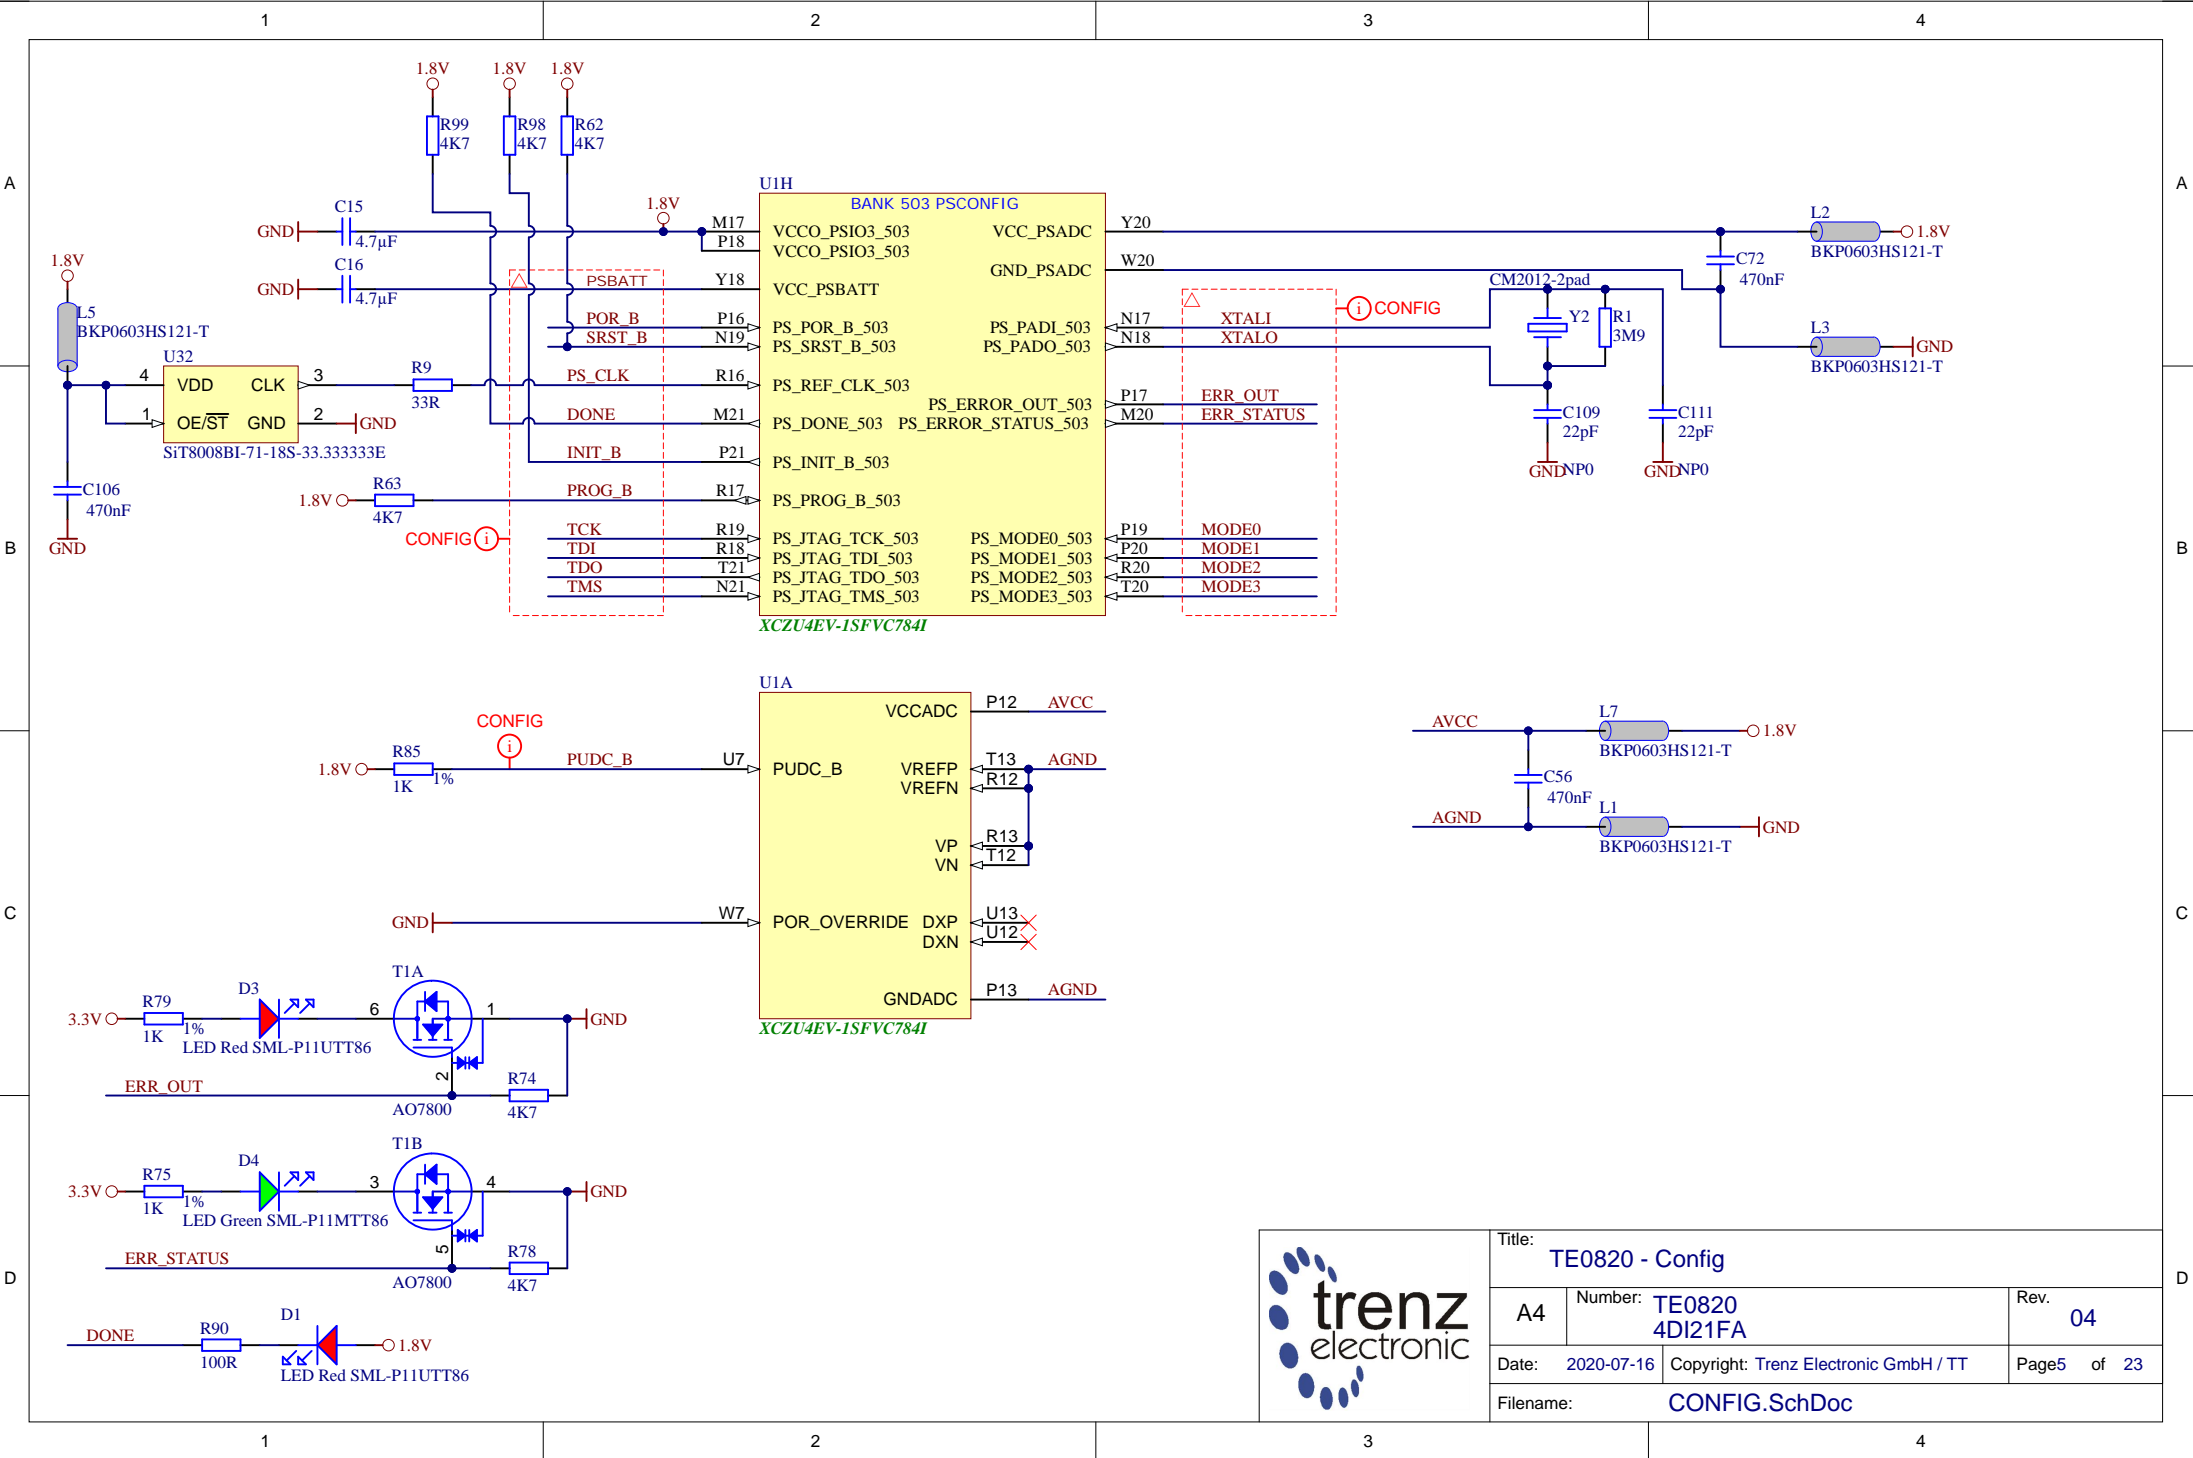 1 2 3 4
A A
B B
C C
D D
1.8V 1.8V 1.8V
R99 R98 R62
4K7 4K7 4K7
U1H
BANK 503 PSCONFIG
C15 1.8V
GND 4.7µF
M17 VCCO_PSIO3_503
P18 VCCO_PSIO3_503
C16
GND 4.7µF
PSBATT Y18 VCC_PSBATT
POR_B P16 PS_POR_B_503
SRST_B N19 PS_SRST_B_503
PS_CLK R16 PS_REF_CLK_503
DONE M21 PS_DONE_503
INIT_B P21 PS_INIT_B_503
PROG_B R17 PS_PROG_B_503
TCK R19 PS_JTAG_TCK_503
TDI R18 PS_JTAG_TDI_503
TDO T21 PS_JTAG_TDO_503
TMS N21 PS_JTAG_TMS_503
VCC_PSADC Y20
GND_PSADC W20
PS_PADI_503 N17 XTALI
PS_PADO_503 N18 XTALO
PS_ERROR_OUT_503 P17 ERR_OUT
PS_ERROR_STATUS_503 M20 ERR_STATUS
PS_MODE0_503 P19 MODE0
PS_MODE1_503 P20 MODE1
PS_MODE2_503 R20 MODE2
PS_MODE3_503 T20 MODE3
XCZU4EV-1SFVC784I
1.8V
L5
BKP0603HS121-T
U32
4 VDD CLK 3
1 OE/ST GND 2 GND
SiT8008BI-71-18S-33.333333E
R9
33R
C106
470nF
GND
R63
1.8V
4K7
CONFIG i
i CONFIG
L2
1.8V
BKP0603HS121-T
C72
470nF
L3
GND
BKP0603HS121-T
CM2012-2pad
Y2 R1
3M9
C109 C111
22pF 22pF
GND NP0 GND NP0
U1A
VCCADC P12 AVCC
CONFIG
i
R85
1.8V PUDC_B U7 PUDC_B
1K 1%
VREFP T13 AGND
VREFN R12
VP R13
VN T12
GND W7 POR_OVERRIDE
DXP U13
DXN U12
GNDADC P13 AGND
XCZU4EV-1SFVC784I
AVCC L7 1.8V
BKP0603HS121-T
C56
470nF
AGND L1 GND
BKP0603HS121-T
T1A
R79 D3
3.3V 6 1 GND
1K 1%
LED Red SML-P11UTT86
2
ERR_OUT R74
AO7800 4K7
T1B
R75 D4
3.3V 3 4 GND
1K 1%
LED Green SML-P11MTT86
5
ERR_STATUS R78
AO7800 4K7
D1
DONE R90 1.8V
100R
LED Red SML-P11UTT86
trenz
electronic
Title:
TE0820 - Config
A4 Number: TE0820
4DI21FA
Rev.
04
Date: 2020-07-16 Copyright: Trenz Electronic GmbH / TT Page5 of 23
Filename: CONFIG.SchDoc
1 2 3 4